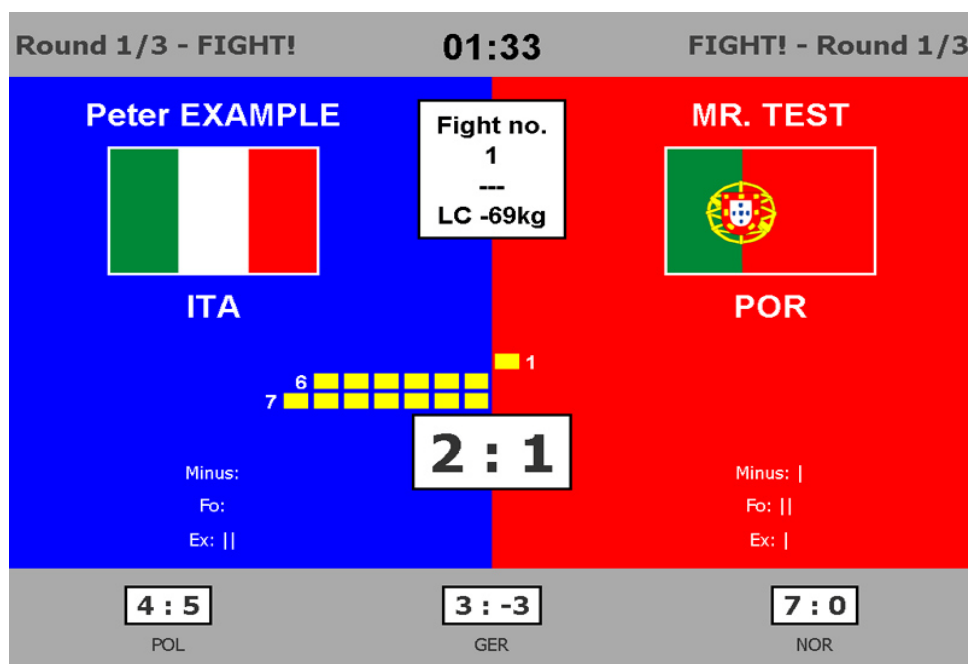 Round 1/3 - FIGHT!
01:33
FIGHT! - Round 1/3
Peter EXAMPLE
MR. TEST
Fight no.
1
---
LC -69kg
ITA
POR
1
6
7
2 : 1
Minus:
Minus: |
Fo:
Fo: ||
Ex: ||
Ex: |
4 : 5
3 : -3
7 : 0
POL
GER
NOR